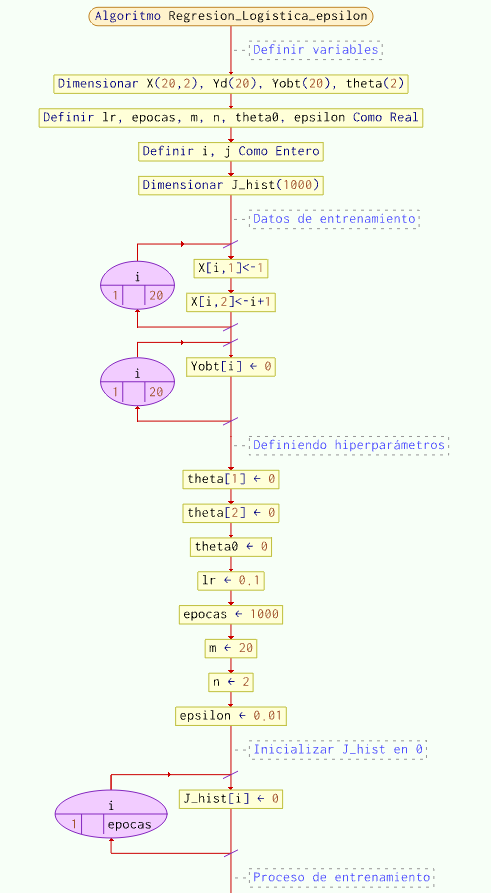 Algoritmo Regresion_Logistica_epsilon
Definir variables
Dimensionar X(20,2), Yd(20), Yobt(20), theta(2)
Definir lr, epocas, m, n, theta0, epsilon Como Real
Definir i, j Como Entero
Dimensionar J_hist(1000)
Datos de entrenamiento
i
1 20
X[i,1]<-1
X[i,2]<-i+1
i
1 20
Yobt[i] ← 0
Definiendo hiperparámetros
theta[1] ← 0
theta[2] ← 0
theta0 ← 0
lr ← 0.1
epocas ← 1000
m ← 20
n ← 2
epsilon ← 0.01
Inicializar J_hist en 0
i
1 epocas
J_hist[i] ← 0
Proceso de entrenamiento